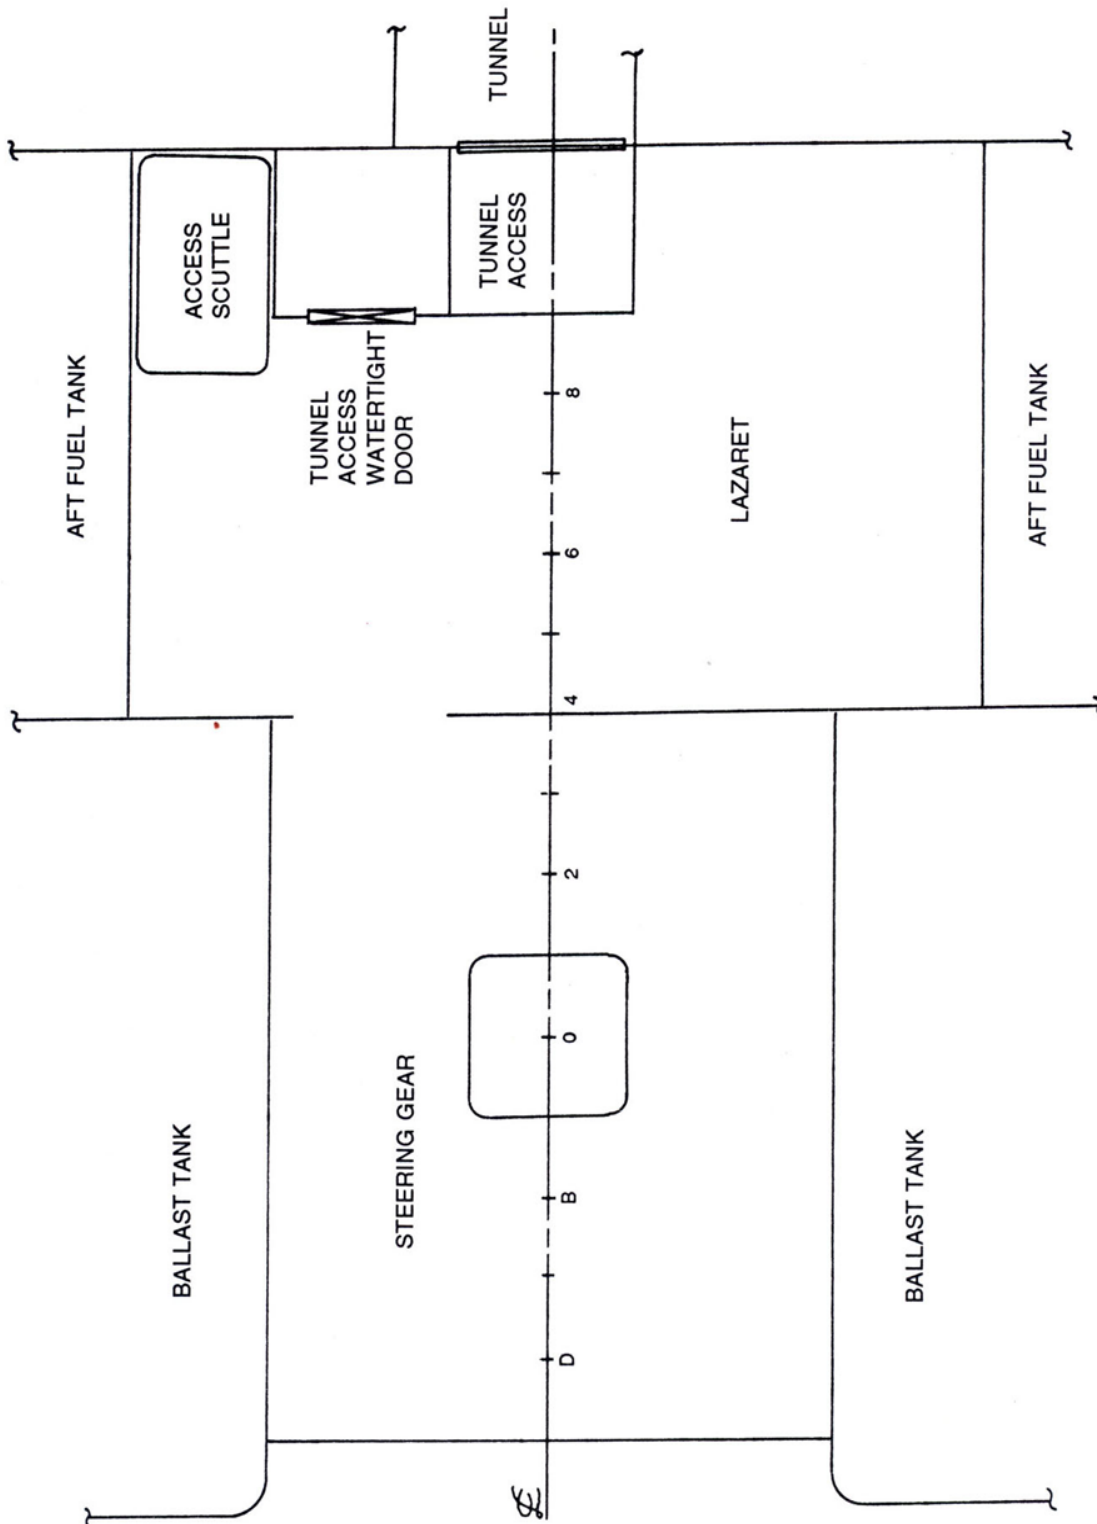 TUNNEL
ACCESS
SCUTTLE
TUNNEL
ACCESS
AFT FUEL TANK
TUNNEL
ACCESS
WATERTIGHT
DOOR
8
LAZARET
AFT FUEL TANK
6
4
2
0
STEERING GEAR
BALLAST TANK
BALLAST TANK
B
D